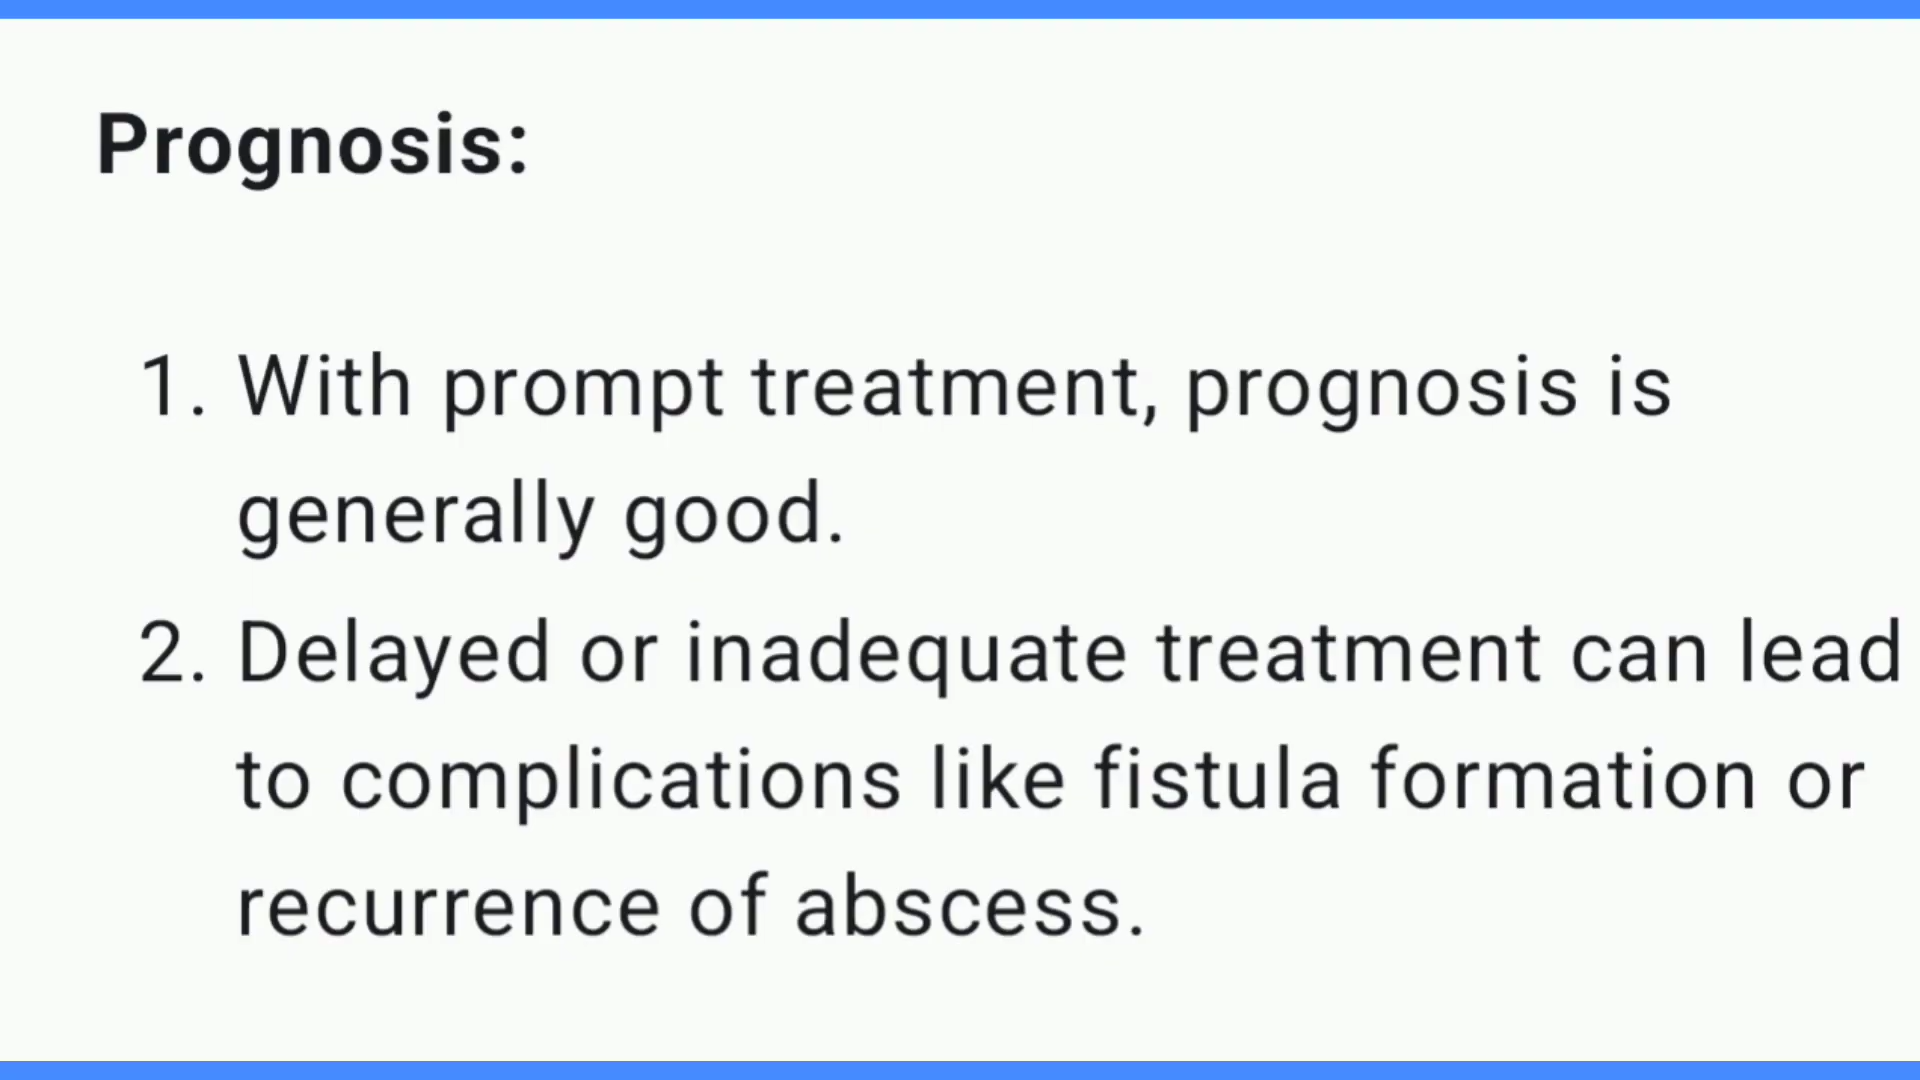 Prognosis:
1. With prompt treatment, prognosis is
generally good.
2. Delayed or inadequate treatment can lead
to complications like fistula formation or
recurrence of abscess.